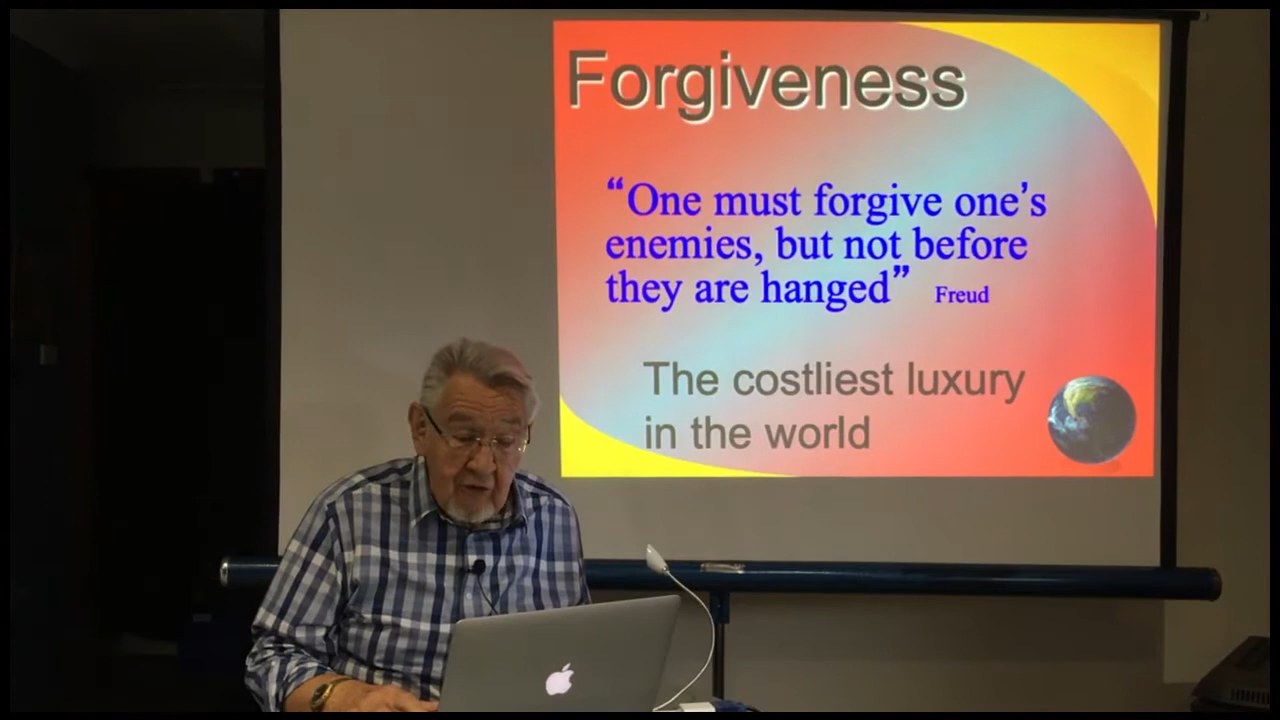 Forgiveness
“One must forgive one’s
enemies, but not before
they are hanged” Freud
The costliest luxury
in the world